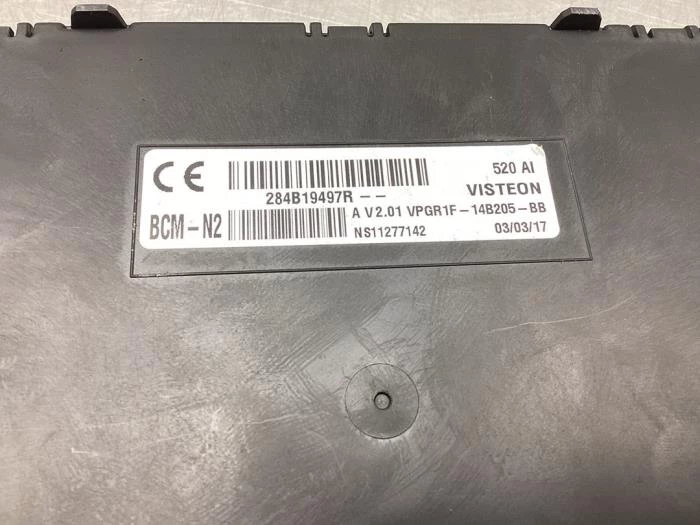 CE
520 AI
284B19497R--
VISTEON
BCM-N2
A V2.01 VPGR1F-14B205-BB
NS11277142
03/03/17